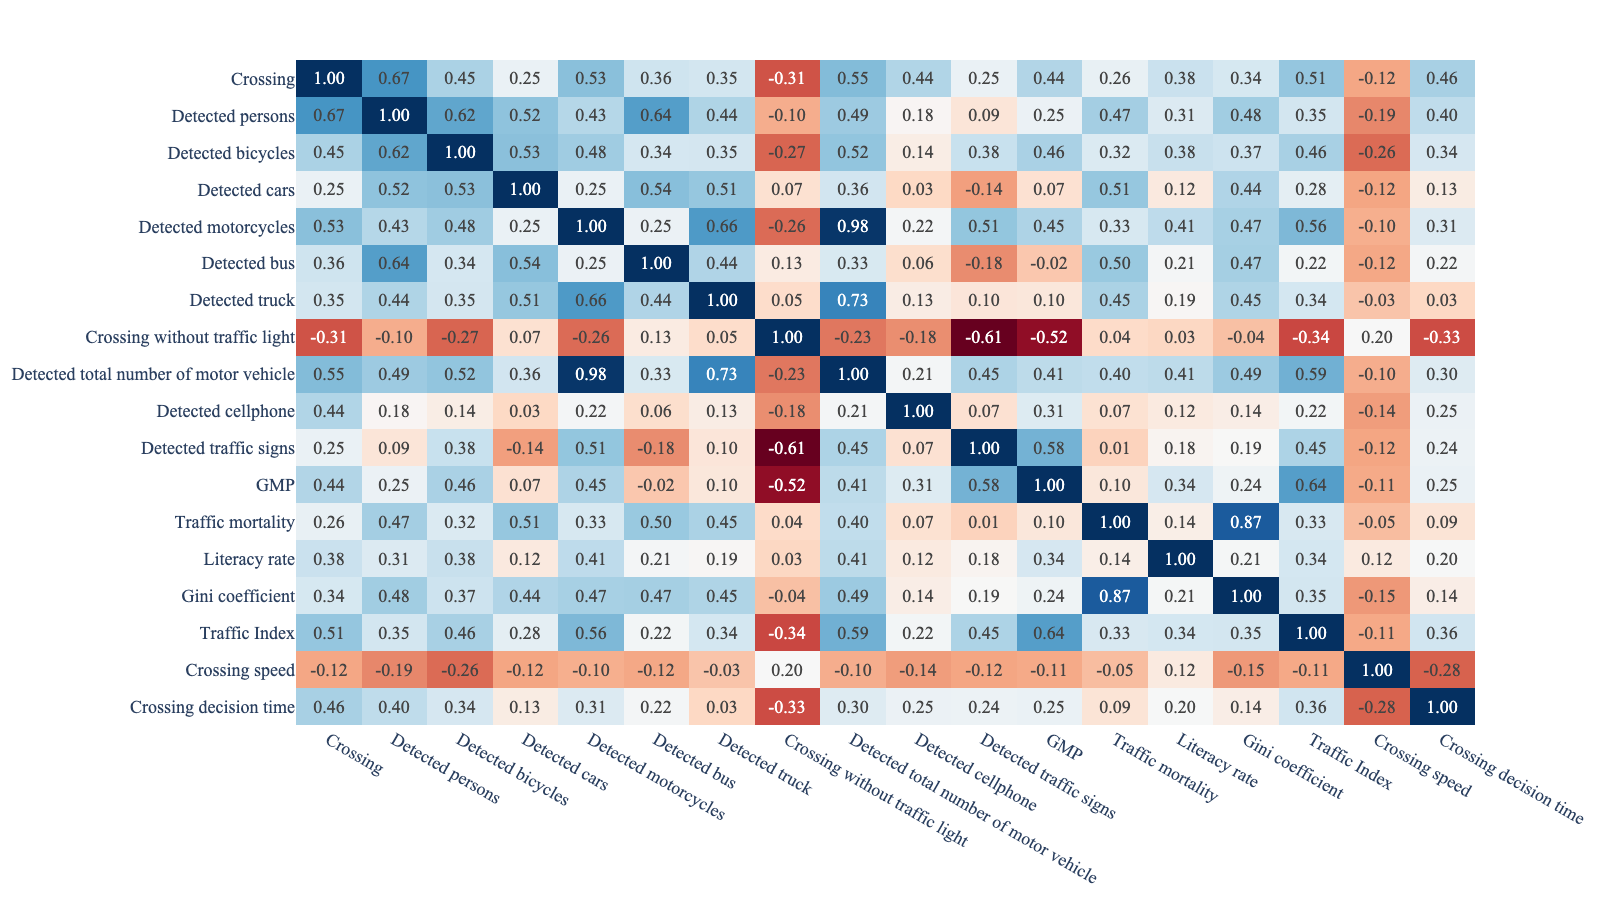 Crossing 1.00 0.67 0.45 0.25 0.53 0.36 0.35 -0.31 0.55 0.44 0.25 0.44 0.26 0.38 0.34 0.51 -0.12 0.46
Detected persons 0.67 1.00 0.62 0.52 0.43 0.64 0.44 -0.10 0.49 0.18 0.09 0.25 0.47 0.31 0.48 0.35 -0.19 0.40
Detected bicycles 0.45 0.62 1.00 0.53 0.48 0.34 0.35 -0.27 0.52 0.14 0.38 0.46 0.32 0.38 0.37 0.46 -0.26 0.34
Detected cars 0.25 0.52 0.53 1.00 0.25 0.54 0.51 0.07 0.36 0.03 -0.14 0.07 0.51 0.12 0.44 0.28 -0.12 0.13
Detected motorcycles 0.53 0.43 0.48 0.25 1.00 0.25 0.66 -0.26 0.98 0.22 0.51 0.45 0.33 0.41 0.47 0.56 -0.10 0.31
Detected bus 0.36 0.64 0.34 0.54 0.25 1.00 0.44 0.13 0.33 0.06 -0.18 -0.02 0.50 0.21 0.47 0.22 -0.12 0.22
Detected truck 0.35 0.44 0.35 0.51 0.66 0.44 1.00 0.05 0.73 0.13 0.10 0.10 0.45 0.19 0.45 0.34 -0.03 0.03
Crossing without traffic light -0.31 -0.10 -0.27 0.07 -0.26 0.13 0.05 1.00 -0.23 -0.18 -0.61 -0.52 0.04 0.03 -0.04 -0.34 0.20 -0.33
Detected total number of motor vehicle 0.55 0.49 0.52 0.36 0.98 0.33 0.73 -0.23 1.00 0.21 0.45 0.41 0.40 0.41 0.49 0.59 -0.10 0.30
Detected cellphone 0.44 0.18 0.14 0.03 0.22 0.06 0.13 -0.18 0.21 1.00 0.07 0.31 0.07 0.12 0.14 0.22 -0.14 0.25
Detected traffic signs 0.25 0.09 0.38 -0.14 0.51 -0.18 0.10 -0.61 0.45 0.07 1.00 0.58 0.01 0.18 0.19 0.45 -0.12 0.24
GMP 0.44 0.25 0.46 0.07 0.45 -0.02 0.10 -0.52 0.41 0.31 0.58 1.00 0.10 0.34 0.24 0.64 -0.11 0.25
Traffic mortality 0.26 0.47 0.32 0.51 0.33 0.50 0.45 0.04 0.40 0.07 0.01 0.10 1.00 0.14 0.87 0.33 -0.05 0.09
Literacy rate 0.38 0.31 0.38 0.12 0.41 0.21 0.19 0.03 0.41 0.12 0.18 0.34 0.14 1.00 0.21 0.34 0.12 0.20
Gini coefficient 0.34 0.48 0.37 0.44 0.47 0.47 0.45 -0.04 0.49 0.14 0.19 0.24 0.87 0.21 1.00 0.35 -0.15 0.14
Traffic Index 0.51 0.35 0.46 0.28 0.56 0.22 0.34 -0.34 0.59 0.22 0.45 0.64 0.33 0.34 0.35 1.00 -0.11 0.36
Crossing speed -0.12 -0.19 -0.26 -0.12 -0.10 -0.12 -0.03 0.20 -0.10 -0.14 -0.12 -0.11 -0.05 0.12 -0.15 -0.11 1.00 -0.28
Crossing decision time 0.46 0.40 0.34 0.13 0.31 0.22 0.03 -0.33 0.30 0.25 0.24 0.25 0.09 0.20 0.14 0.36 -0.28 1.00
Crossing
Detected persons
Detected bicycles
Detected cars
Detected motorcycles
Detected bus
Detected truck
Crossing without traffic light
Detected total number of motor vehicle
Detected cellphone
Detected traffic signs
GMP
Traffic mortality
Literacy rate
Gini coefficient
Traffic Index
Crossing speed
Crossing decision time